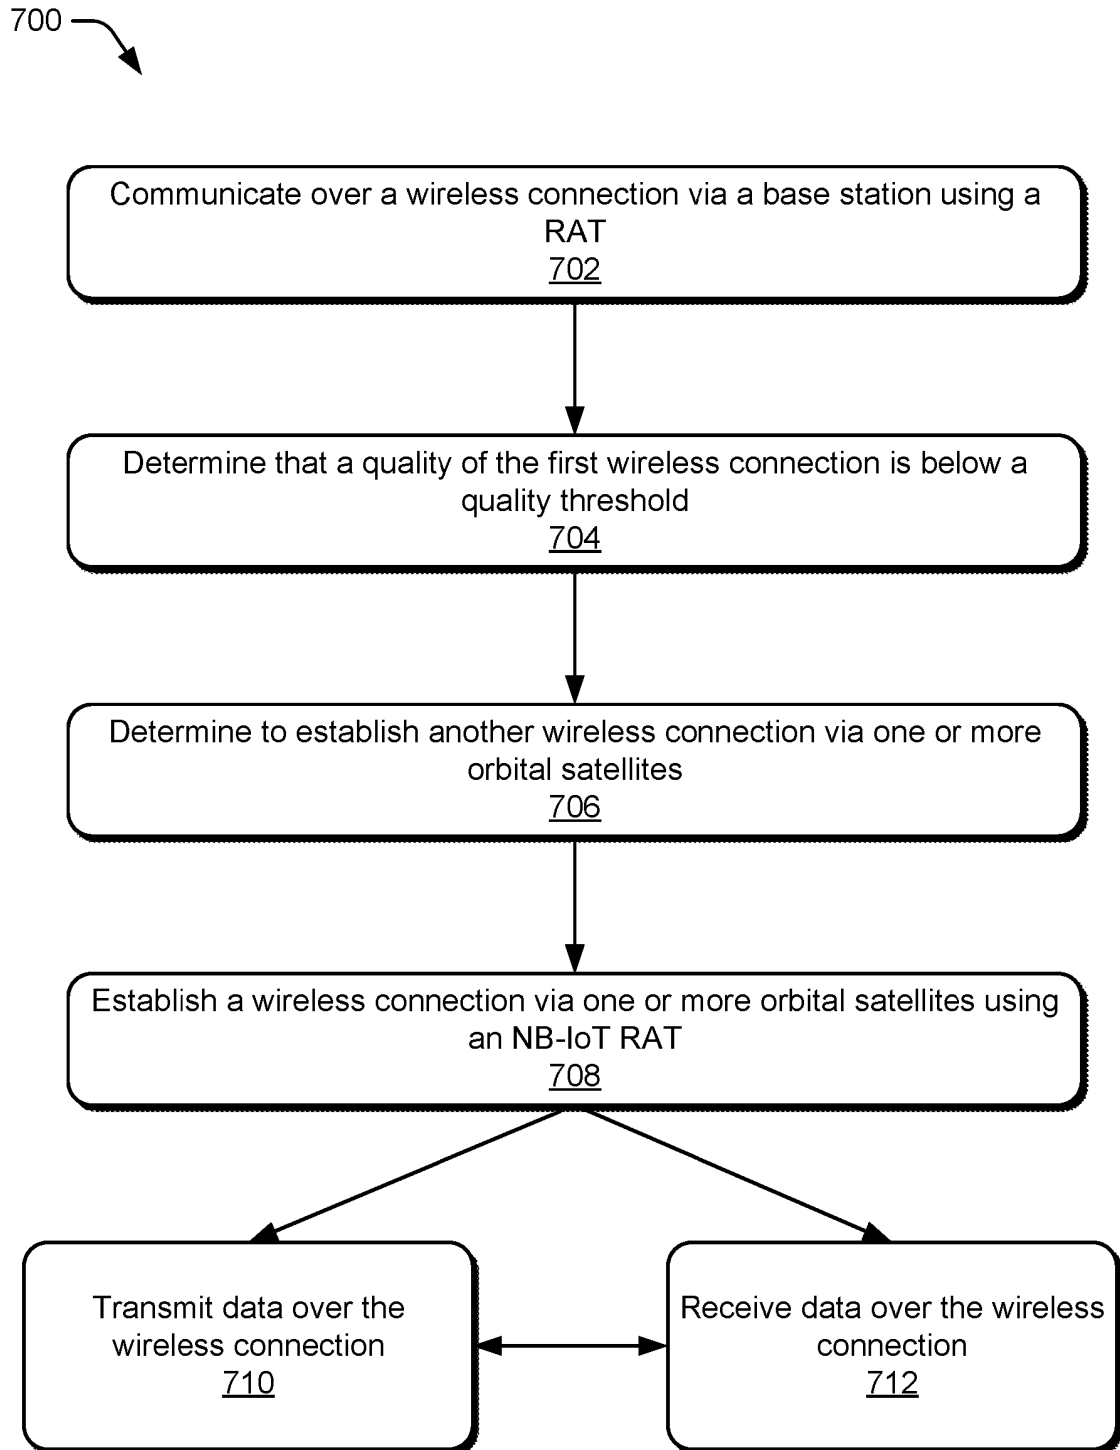 700
Communicate over a wireless connection via a base station using a
RAT
702
Determine that a quality of the first wireless connection is below a
quality threshold
704
Determine to establish another wireless connection via one or more
orbital satellites
706
Establish a wireless connection via one or more orbital satellites using
an NB-IoT RAT
708
Transmit data over the
wireless connection
710
Receive data over the wireless
connection
712